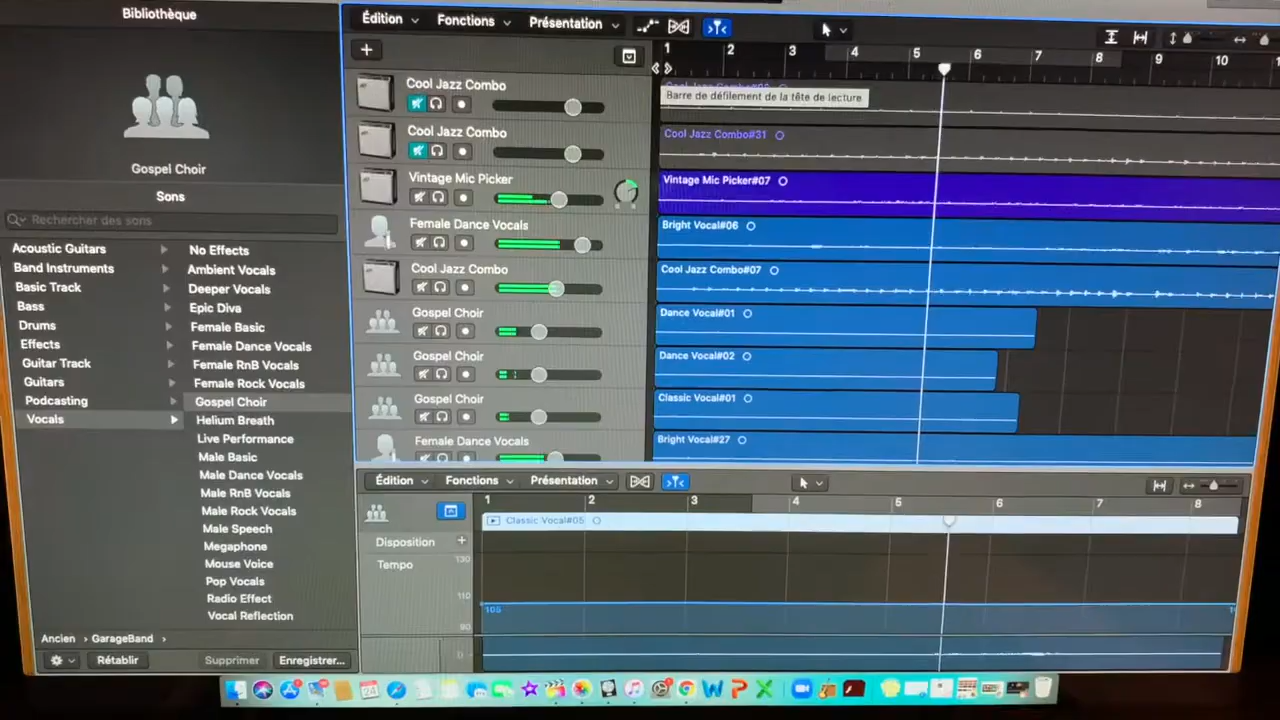 Bibliothèque
Gospel Choir
Sons
Rechercher des sons
Acoustic Guitars
Band Instruments
Basic Track
Bass
Drums
Effects
Guitar Track
Guitars
Podcasting
Vocals
No Effects
Ambient Vocals
Deeper Vocals
Epic Diva
Female Basic
Female Dance Vocals
Female RnB Vocals
Female Rock Vocals
Gospel Choir
Helium Breath
Live Performance
Male Basic
Male Dance Vocals
Male RnB Vocals
Male Rock Vocals
Male Speech
Megaphone
Mouse Voice
Pop Vocals
Radio Effect
Vocal Reflection
Ancien > GarageBand >
Rétablir
Supprimer
Enregistrer...
Édition
Fonctions
Présentation
1 2 3 4 5 6 7 8 9 10
Cool Jazz Combo
Barre de défilement de la tête de lecture
Cool Jazz Combo
Cool Jazz Combo#31
Vintage Mic Picker
Vintage Mic Picker#07
Female Dance Vocals
Bright Vocal#06
Cool Jazz Combo
Cool Jazz Combo#07
Gospel Choir
Dance Vocal#01
Gospel Choir
Dance Vocal#02
Gospel Choir
Classic Vocal#01
Female Dance Vocals
Bright Vocal#27
Édition
Fonctions
Présentation
1 2 3 4 5 6 7 8
Classic Vocal#05
Disposition
Tempo
130
110
105
90
0
24
W P X